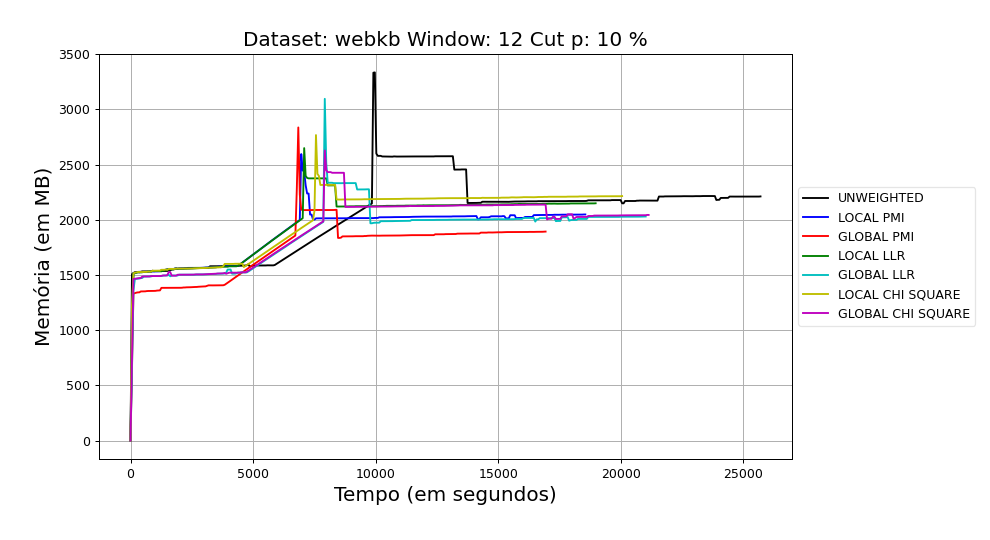 Dataset: webkb Window: 12 Cut p: 10 %
Memória (em MB)
3500
3000
2500
2000
1500
1000
500
0
0 5000 10000 15000 20000 25000
Tempo (em segundos)
UNWEIGHTED
LOCAL PMI
GLOBAL PMI
LOCAL LLR
GLOBAL LLR
LOCAL CHI SQUARE
GLOBAL CHI SQUARE